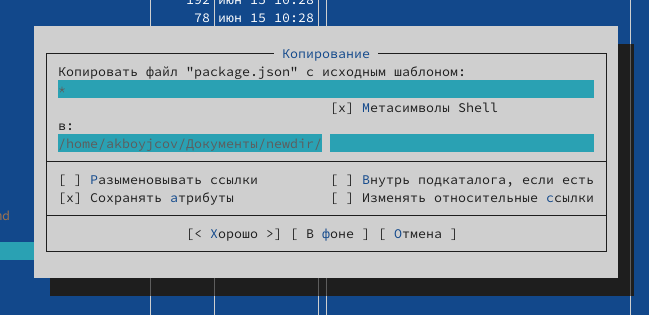 192 июн 15 10:28
78 июн 15 10:28
Копирование
Копировать файл "package.json" с исходным шаблоном:
*
[x] Метасимволы Shell
в:
/home/akboyjcov/Документы/newdir/
[ ] Разыменовывать ссылки [ ] Внутрь подкаталога, если есть
[x] Сохранять атрибуты [ ] Изменять относительные ссылки
nd
[< Хорошо >] [ В фоне ] [ Отмена ]